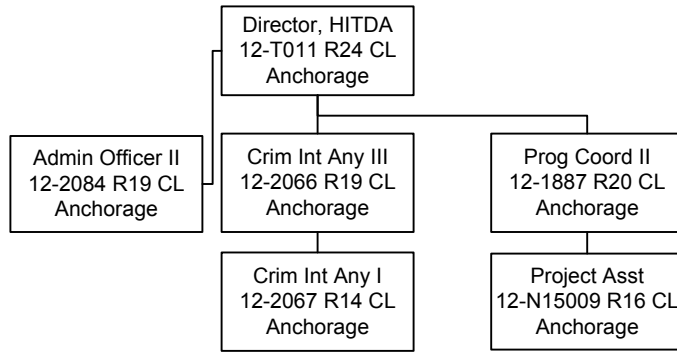 Director, HITDA
12-T011 R24 CL
Anchorage
Admin Officer II
12-2084 R19 CL
Anchorage
Crim Int Any III
12-2066 R19 CL
Anchorage
Prog Coord II
12-1887 R20 CL
Anchorage
Crim Int Any I
12-2067 R14 CL
Anchorage
Project Asst
12-N15009 R16 CL
Anchorage